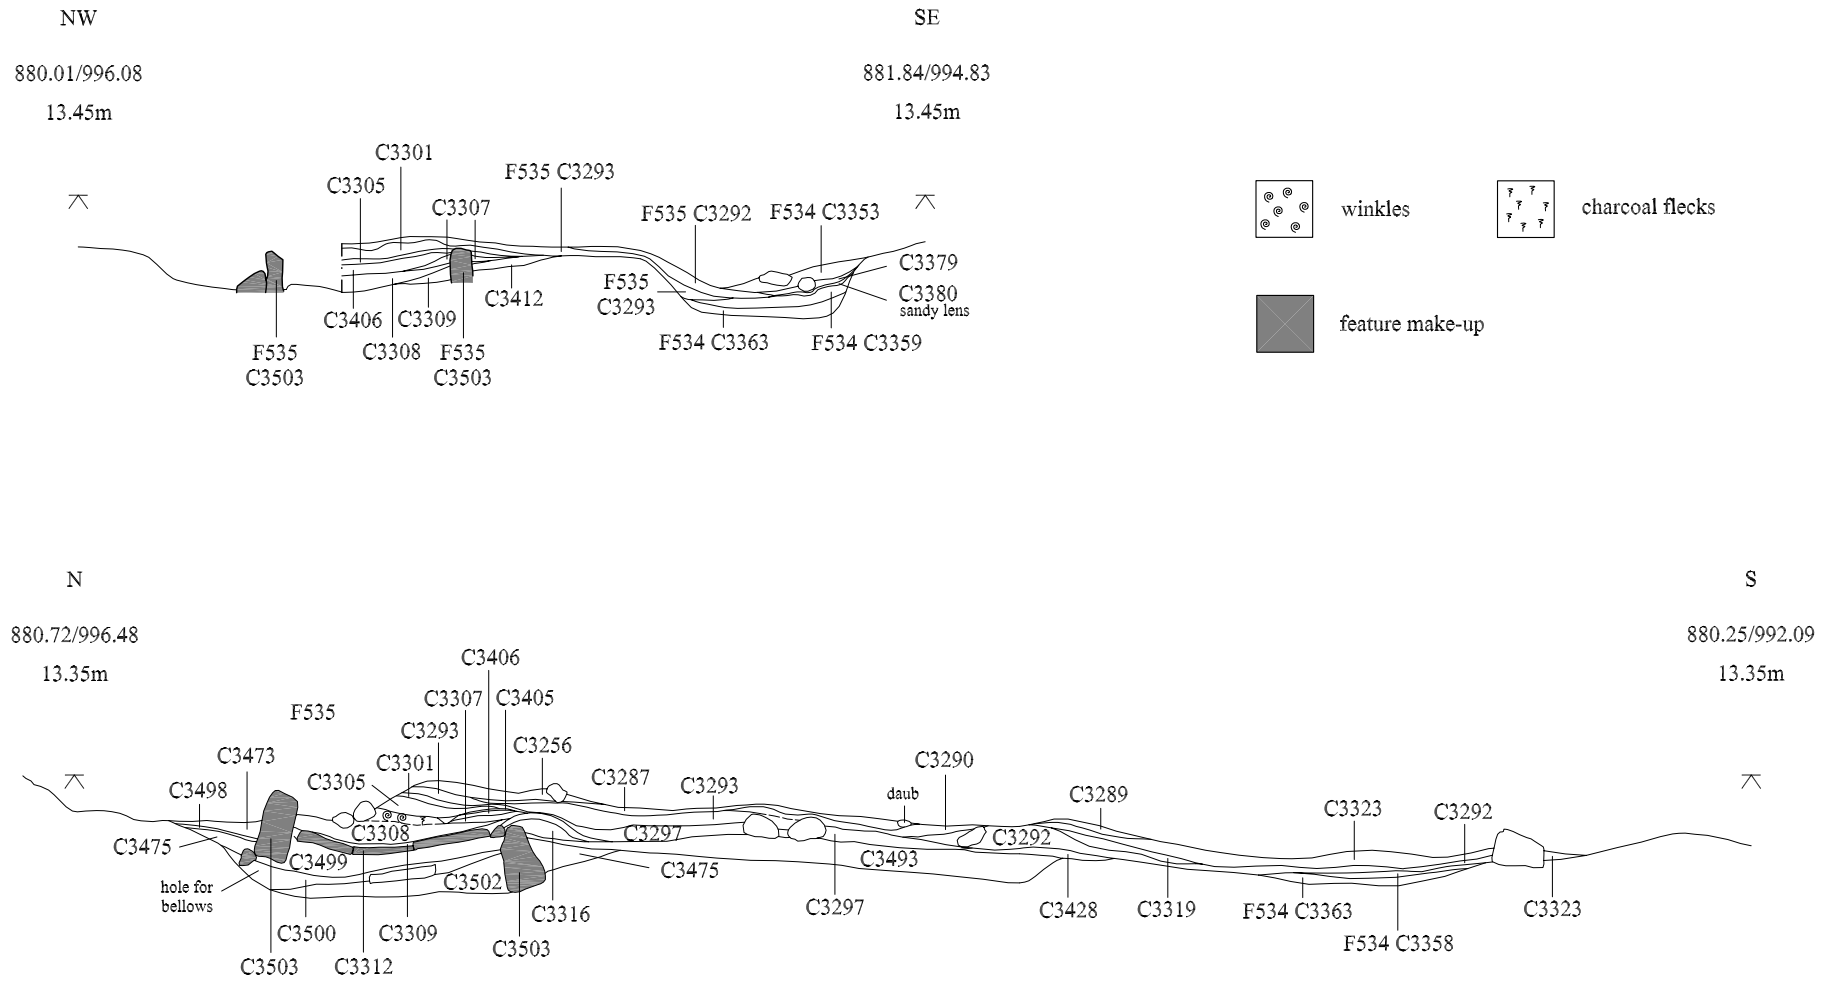 NW
SE
880.01/996.08
881.84/994.83
13.45m
13.45m
C3301
F535 C3293
C3305
C3307
F535 C3292
F534 C3353
winkles
charcoal flecks
C3379
F535
C3293
C3380
sandy lens
C3412
C3406
C3309
feature make-up
F534 C3363
F534 C3359
F535
C3503
C3308
F535
C3503
N
S
880.72/996.48
880.25/992.09
13.35m
13.35m
C3406
C3307
C3405
F535
C3293
C3256
C3473
C3301
C3305
C3287
C3293
C3290
C3498
daub
C3289
C3323
C3292
C3308
C3297
C3292
C3475
C3499
C3493
C3475
hole for
bellows
C3502
C3316
C3297
C3428
C3319
F534 C3363
C3323
C3500
C3309
C3503
F534 C3358
C3503
C3312